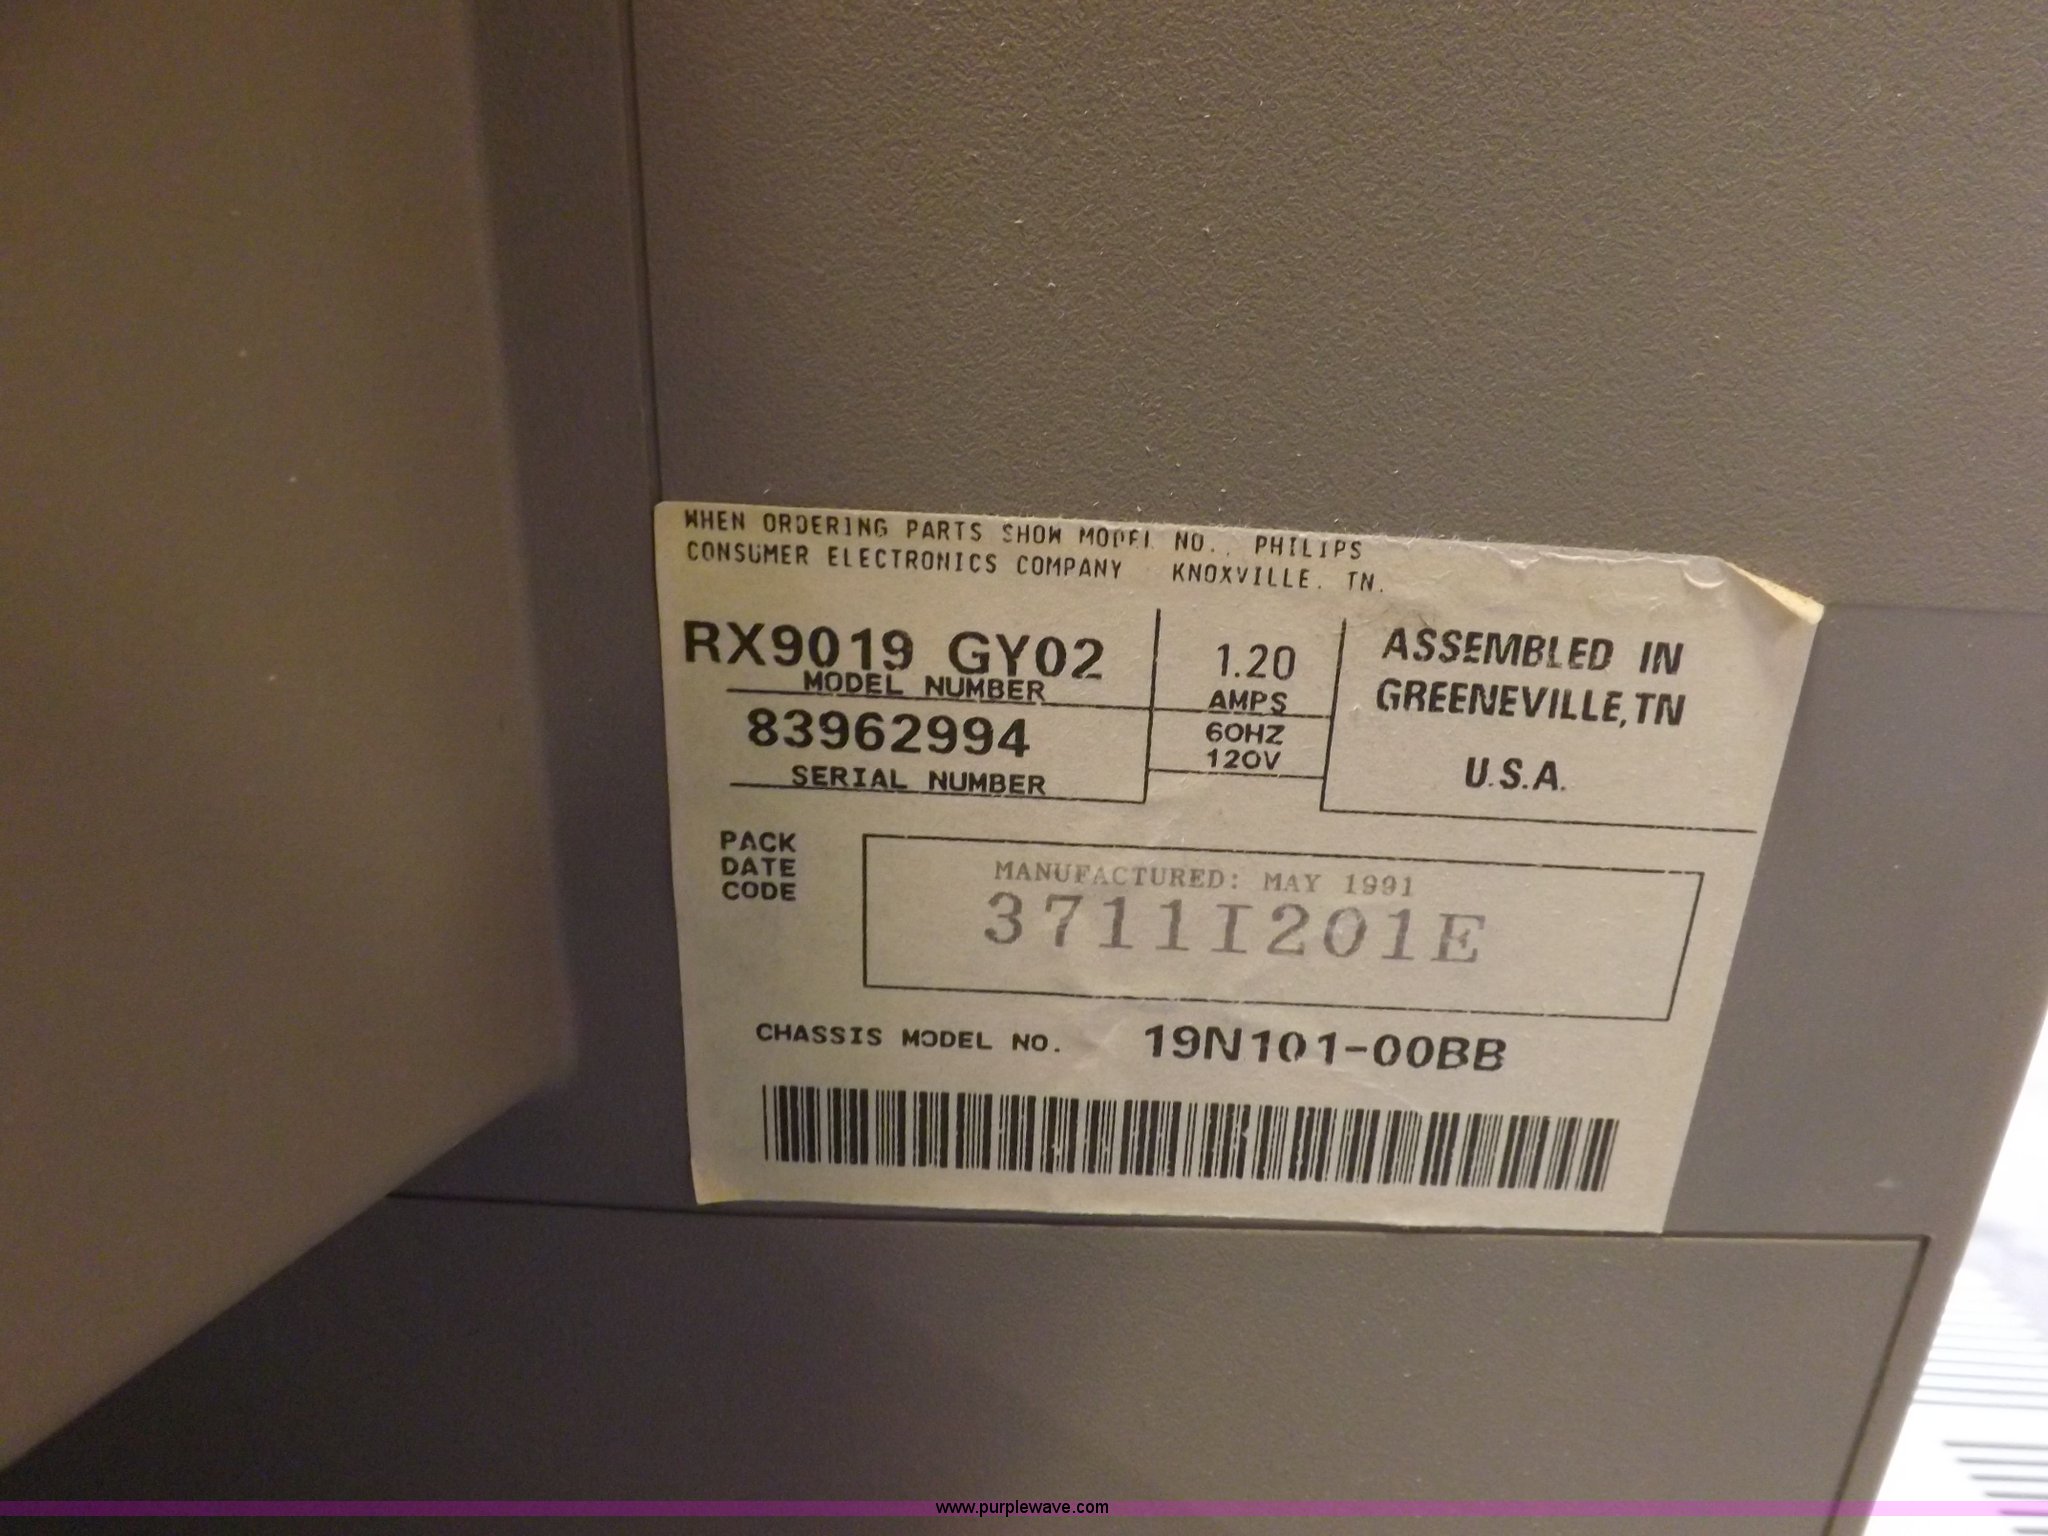 WHEN ORDERING PARTS SHOW MODEL NO., PHILIPS
CONSUMER ELECTRONICS COMPANY KNOXVILLE, TN.
RX9019 GY02
MODEL NUMBER
83962994
SERIAL NUMBER
1.20
AMPS
60HZ
120V
ASSEMBLED IN
GREENEVILLE, TN
U.S.A.
PACK
DATE
CODE
MANUFACTURED: MAY 1991
3711I201E
CHASSIS MODEL NO. 19N101-00BB
www.purplewave.com